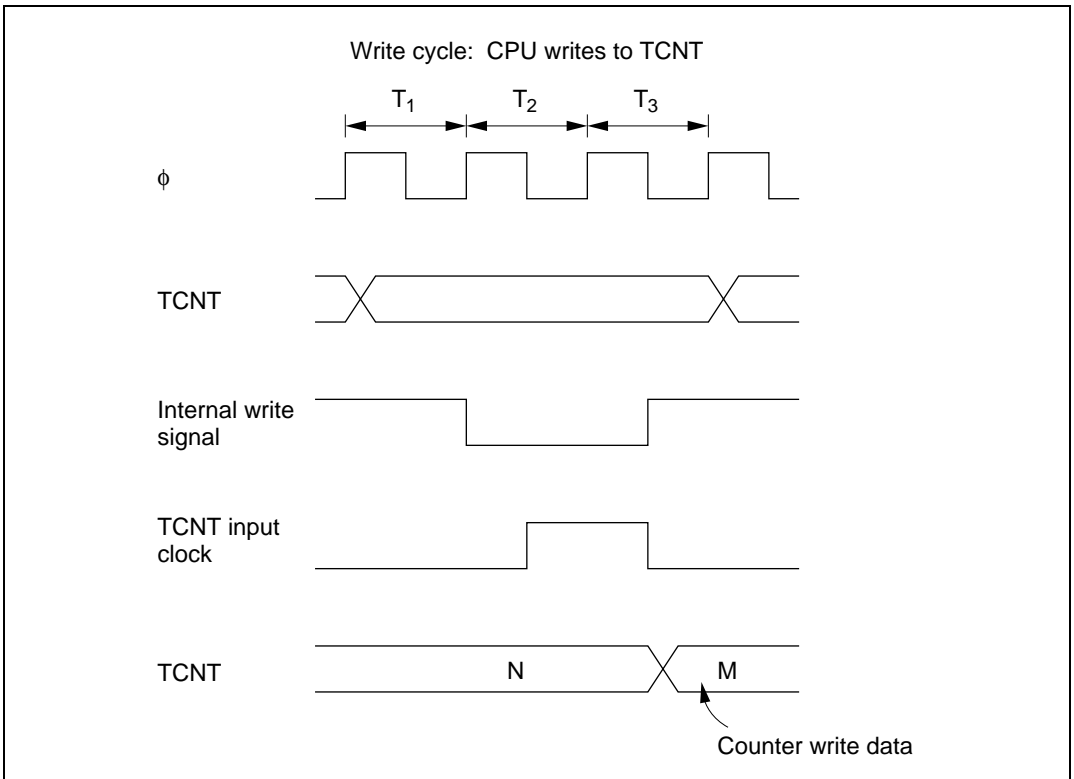 Write cycle: CPU writes to TCNT
T1 T2 T3
ϕ
TCNT
Internal write
signal
TCNT input
clock
TCNT N M
Counter write data